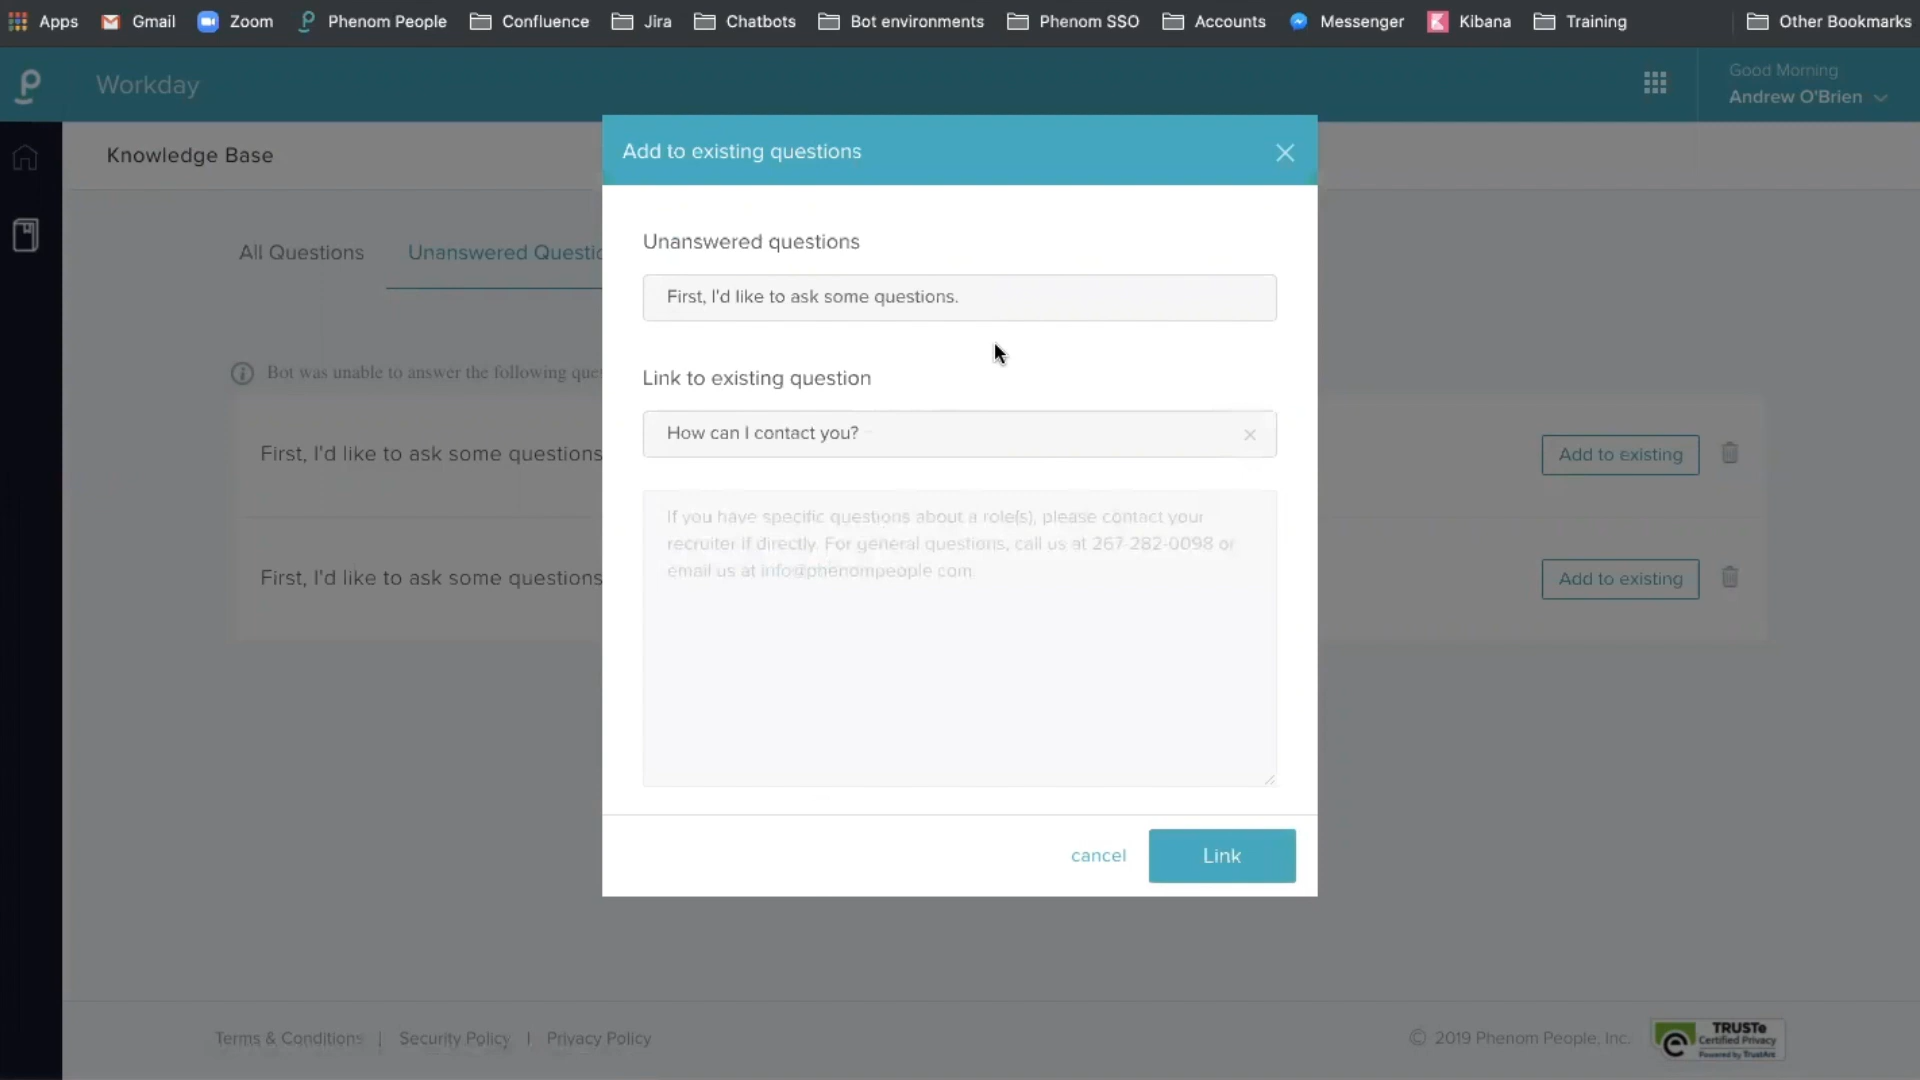 Apps Gmail Zoom Phenom People Confluence Jira Chatbots Bot environments Phenom SSO Accounts Messenger Kibana Training Other Bookmarks
Workday
Good Morning
Andrew O'Brien
Knowledge Base
Add to existing questions
All Questions
Unanswered
Unanswered questions
First, I'd like to ask some questions.
Bot was unable to answer the following
Link to existing question
How can I contact you?
First, I'd like to ask some questions
Add to existing
If you have specific questions about a role(s), please contact your
recruiter if directly. For general questions, call us at 267-282-0098 or
email us at info@phenompeople.com
First, I'd like to ask some questions
Add to existing
cancel
Link
Terms & Conditions | Security Policy | Privacy Policy
© 2019 Phenom People, Inc.
TRUSTe
Certified Privacy
Powered by TrustArc